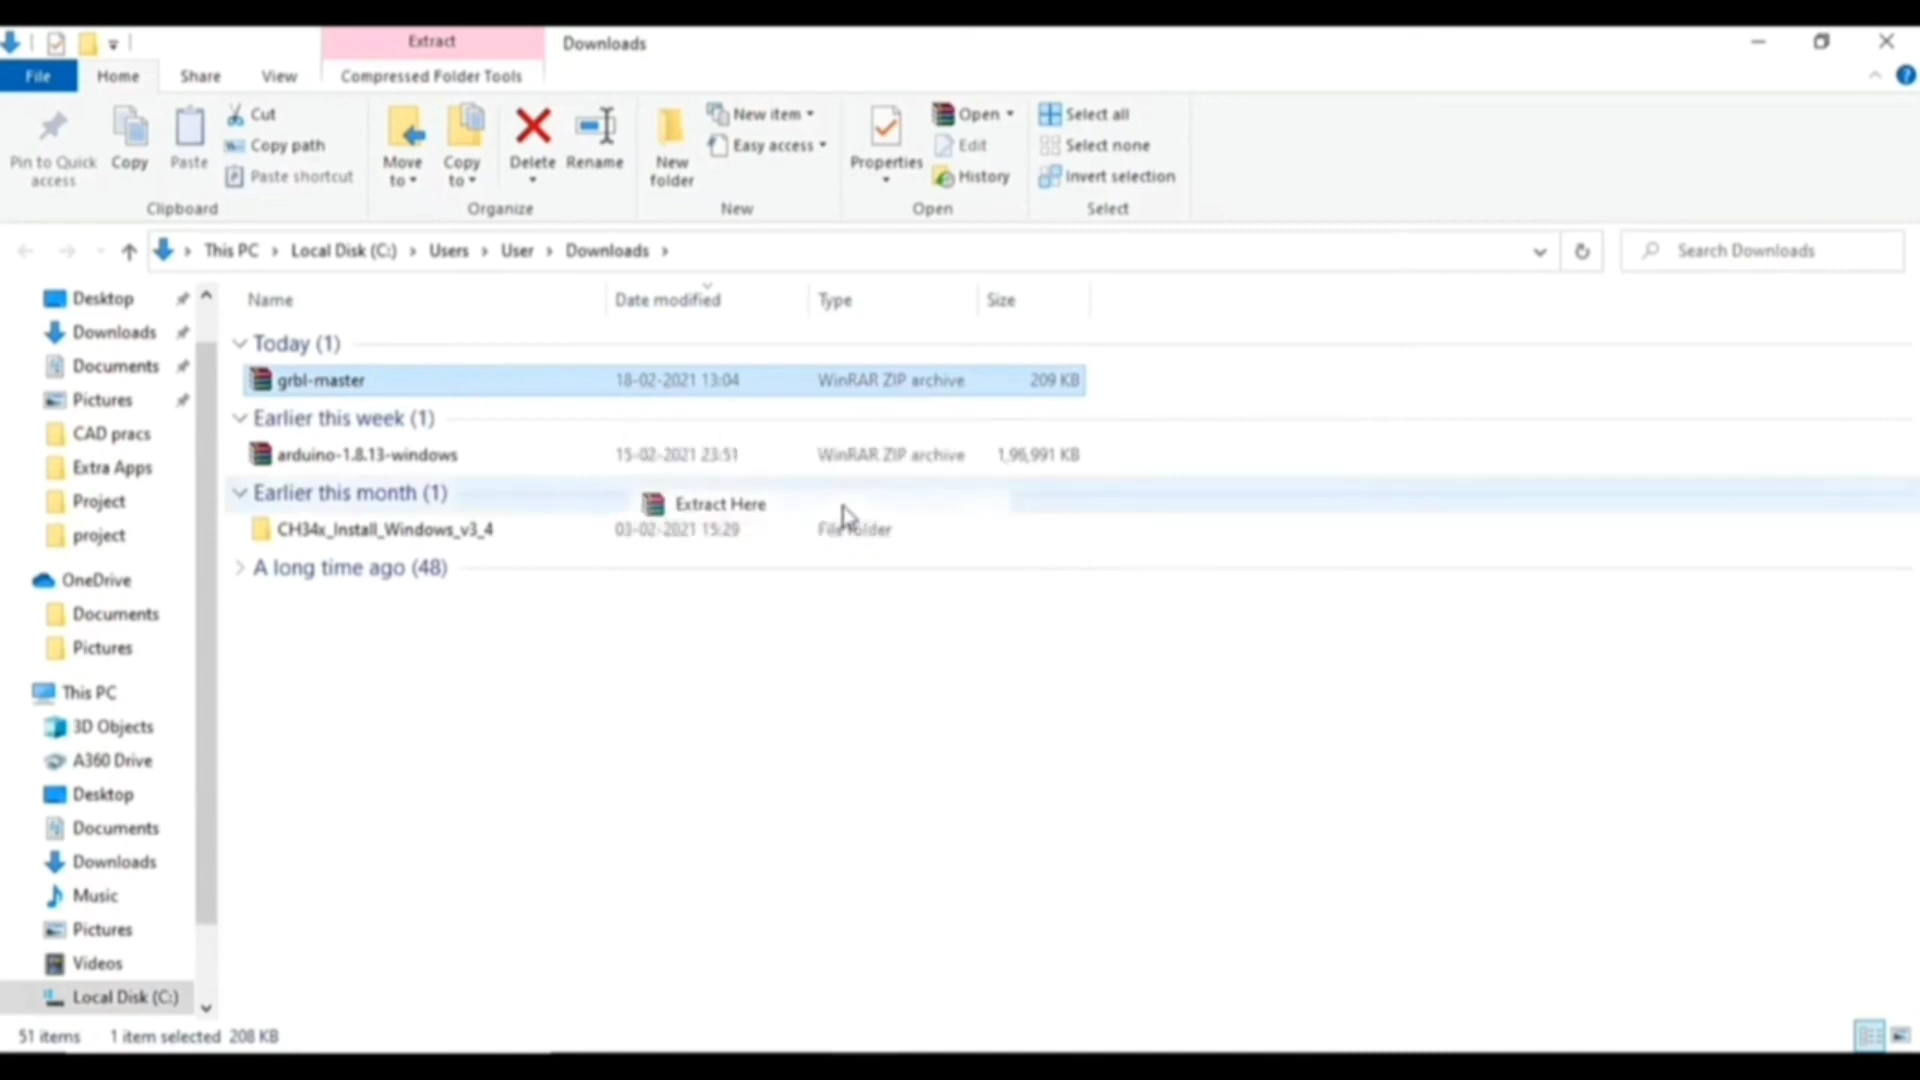 Extract
Downloads
File
Home
Share
View
Compressed Folder Tools
Pin to Quick access
Copy
Paste
Cut
Copy path
Paste shortcut
Clipboard
Move to
Copy to
Delete
Rename
Organize
New folder
New item
Easy access
New
Properties
Open
Edit
History
Open
Select all
Select none
Invert selection
Select
This PC > Local Disk (C:) > Users > User > Downloads >
Search Downloads
Name Date modified Type Size
Today (1)
grbl-master 18-02-2021 13:04 WinRAR ZIP archive 209 KB
Earlier this week (1)
arduino-1.8.13-windows 15-02-2021 23:51 WinRAR ZIP archive 1,96,991 KB
Earlier this month (1)
Extract Here
CH34x_Install_Windows_v3_4 03-02-2021 15:29 File folder
A long time ago (48)
Desktop
Downloads
Documents
Pictures
CAD pracs
Extra Apps
Project
project
OneDrive
Documents
Pictures
This PC
3D Objects
A360 Drive
Desktop
Documents
Downloads
Music
Pictures
Videos
Local Disk (C:)
51 items 1 item selected 208 KB